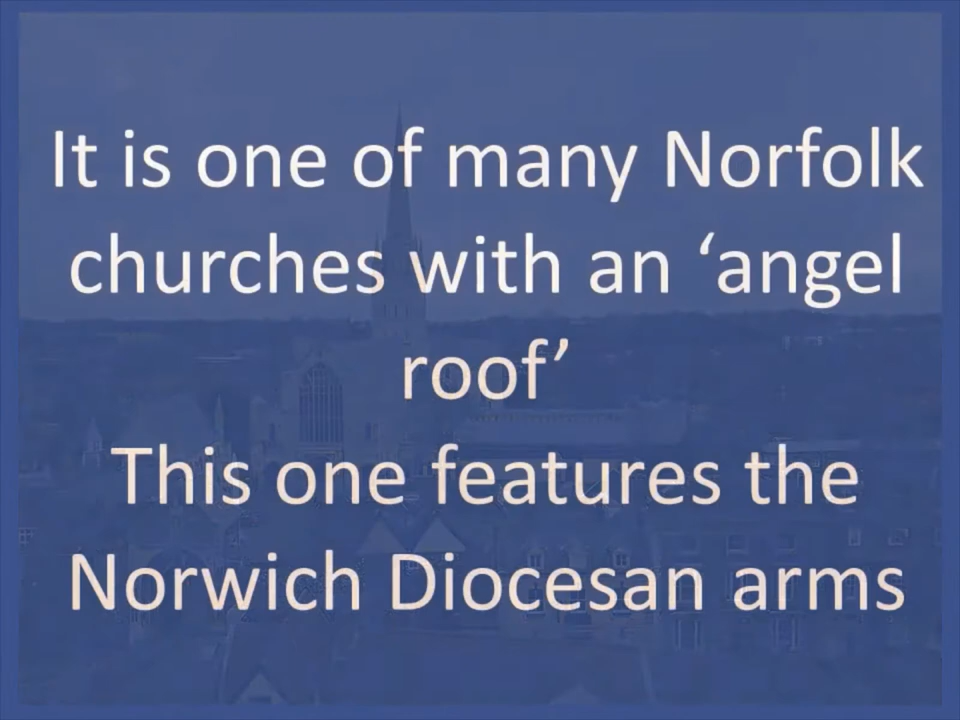 It is one of many Norfolk
churches with an ‘angel
roof’
This one features the
Norwich Diocesan arms